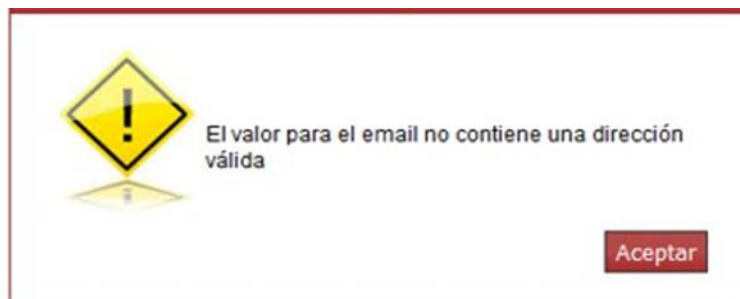 El valor para el email no contiene una dirección
válida
Aceptar